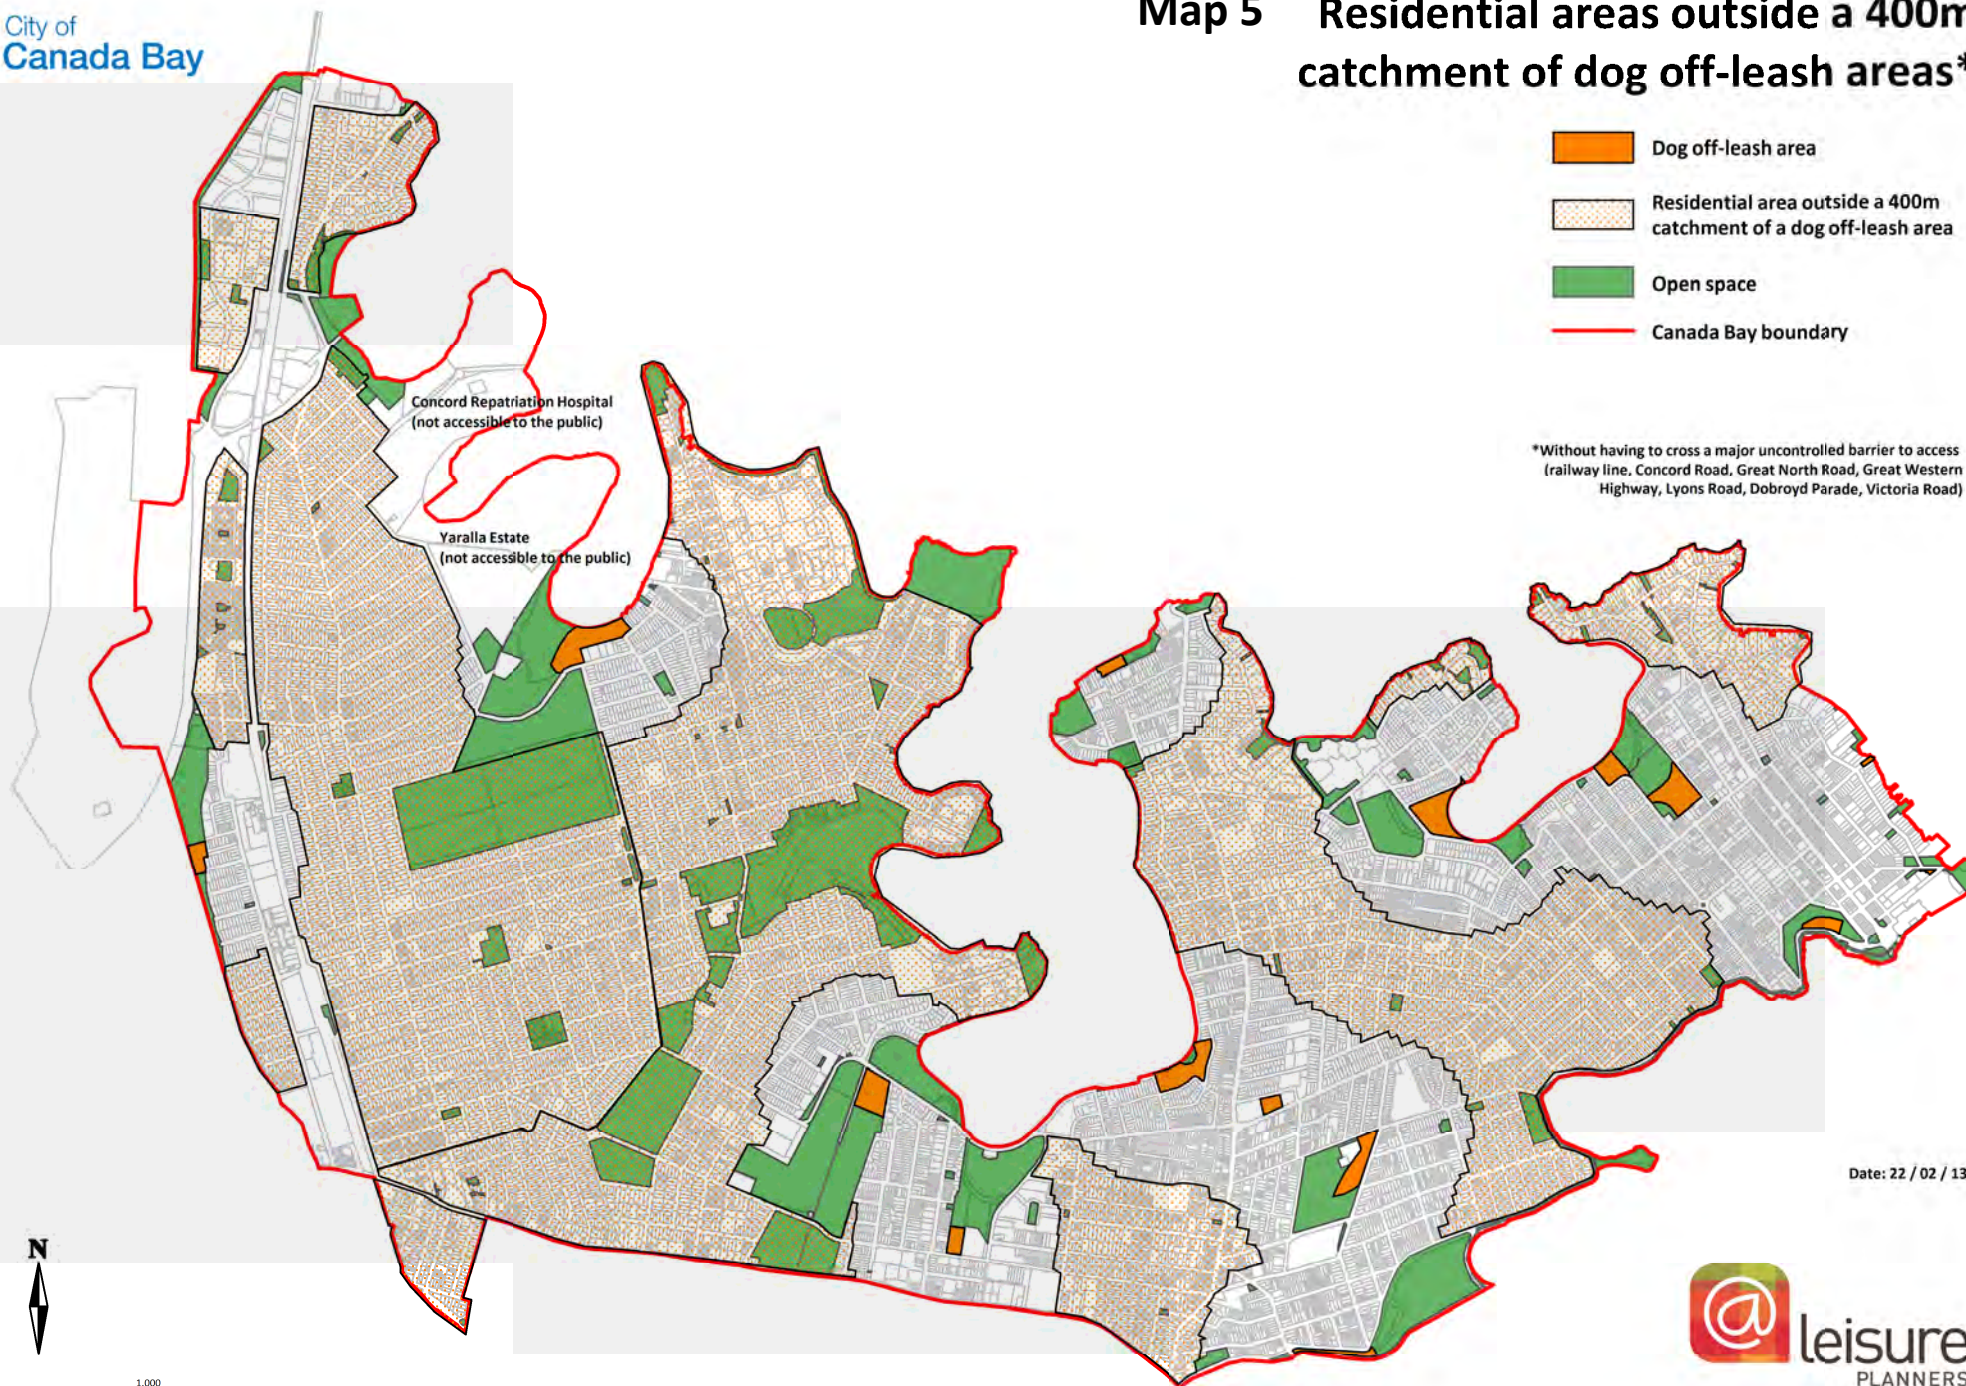 City of
Canada Bay
Map 5
Residential areas outside a 400m
catchment of dog off-leash areas*
Dog off-leash area
Residential area outside a 400m
catchment of a dog off-leash area
Open space
Canada Bay boundary
Concord Repatriation Hospital
(not accessible to the public)
*Without having to cross a major uncontrolled barrier to access
(railway line. Concord Road. Great North Road, Great Western
Highway, Lyons Road, Dobroyd Parade, Victoria Road)
Yaralla Estate
(not accessible to the public)
Date: 22 / 02 / 13
N
@leisure
PLANNERS
1,000